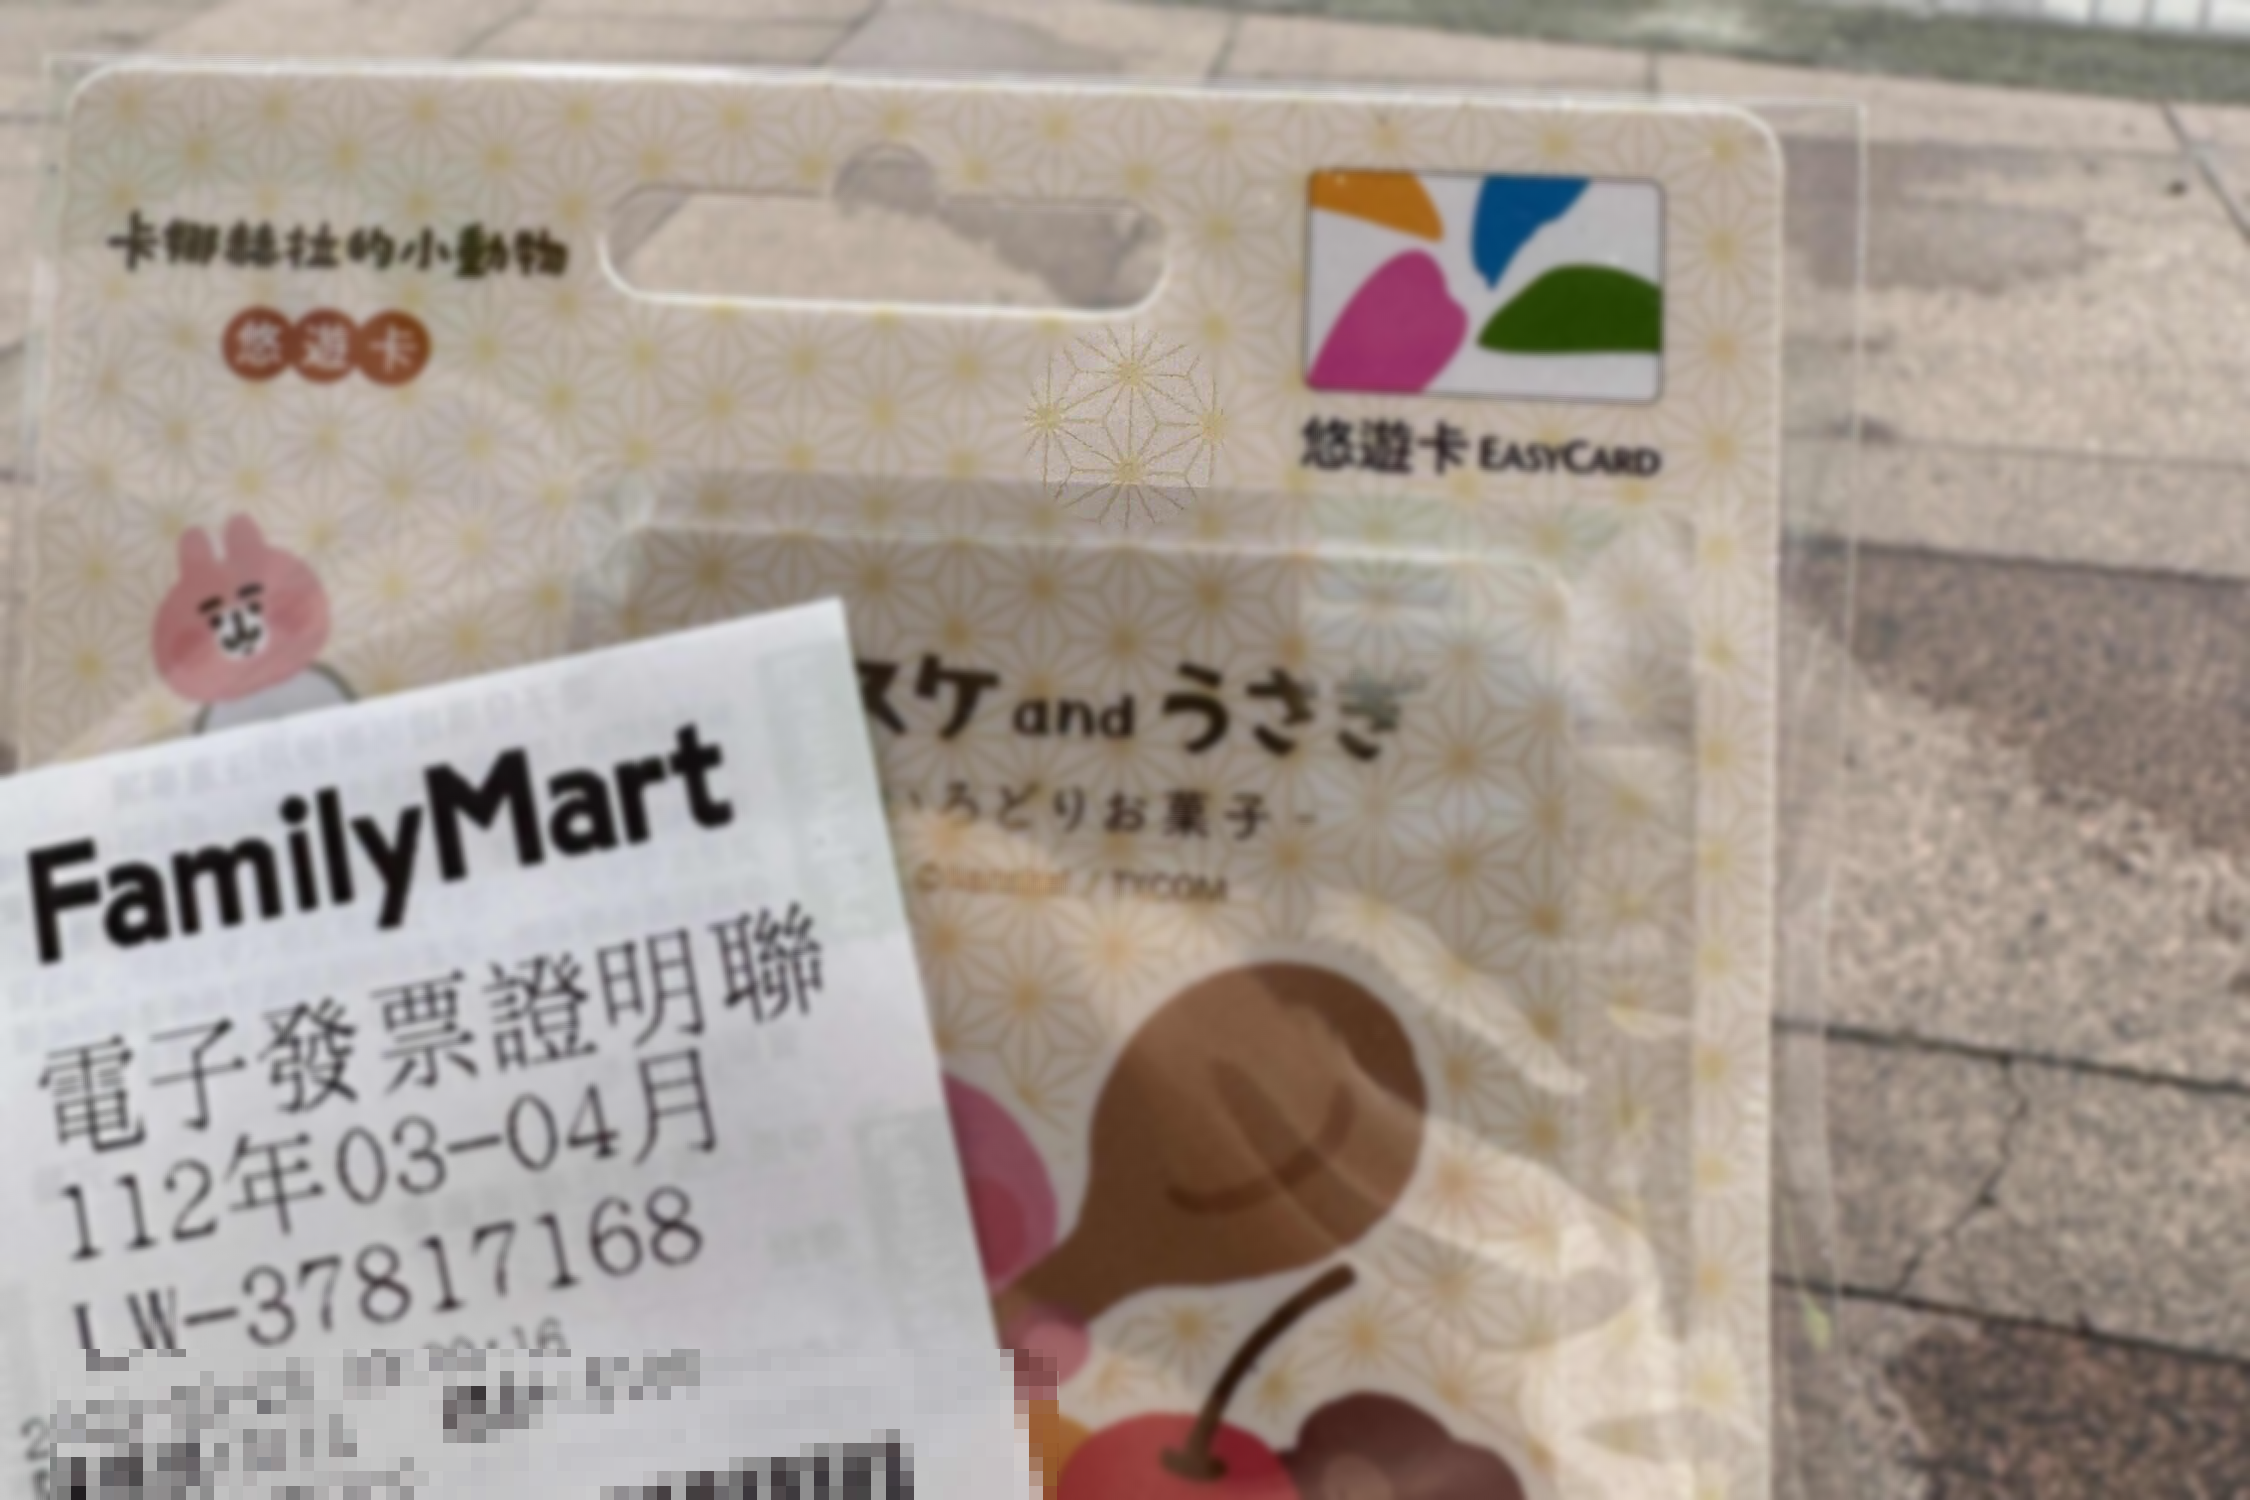 卡娜赫拉的小動物
悠遊卡
悠遊卡 EASYCARD
スケ and うさぎ
いろどりお菓子 -
/ TXCOM
FamilyMart
電子發票證明聯
112年03-04月
LW-37817168